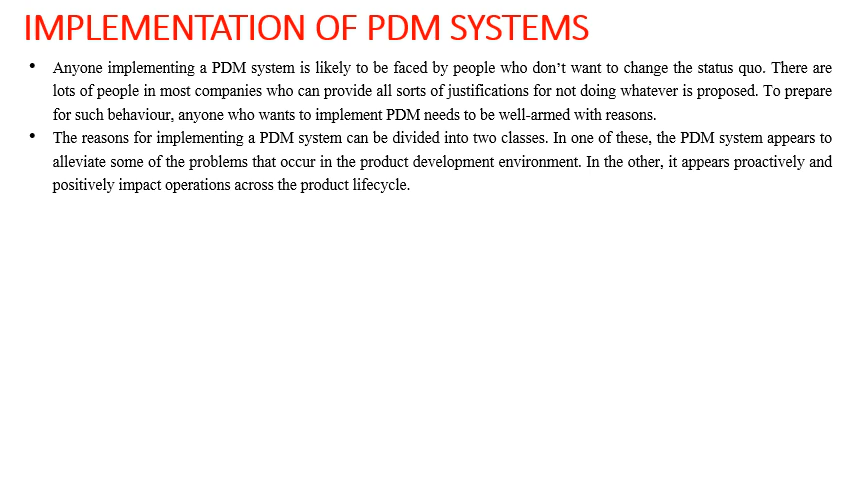 IMPLEMENTATION OF PDM SYSTEMS
• Anyone implementing a PDM system is likely to be faced by people who don’t want to change the status quo. There are
lots of people in most companies who can provide all sorts of justifications for not doing whatever is proposed. To prepare
for such behaviour, anyone who wants to implement PDM needs to be well-armed with reasons.
• The reasons for implementing a PDM system can be divided into two classes. In one of these, the PDM system appears to
alleviate some of the problems that occur in the product development environment. In the other, it appears proactively and
positively impact operations across the product lifecycle.